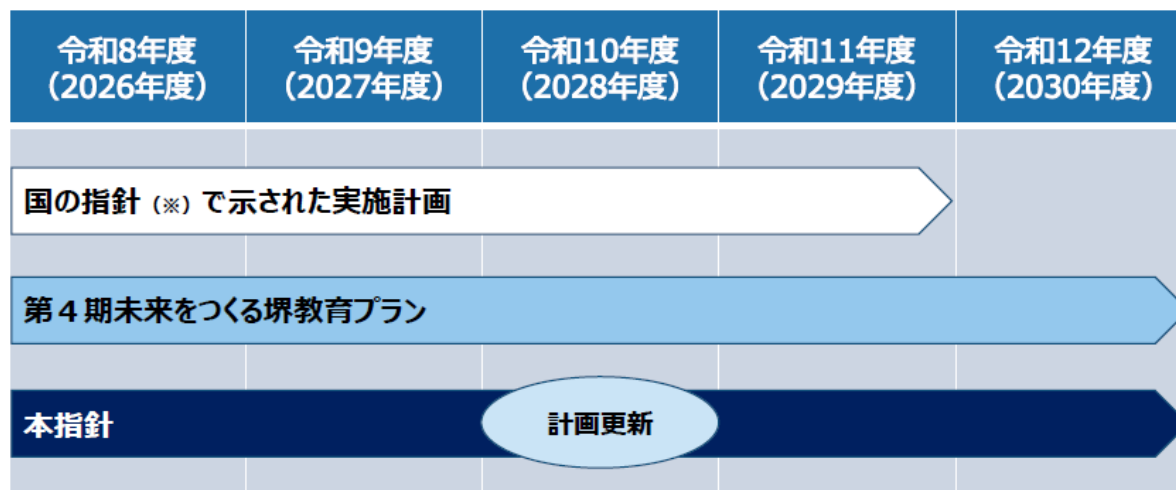 令和8年度
（2026年度）
令和9年度
（2027年度）
令和10年度
（2028年度）
令和11年度
（2029年度）
令和12年度
（2030年度）
国の指針（※）で示された実施計画
第４期未来をつくる堺教育プラン
本指針
計画更新